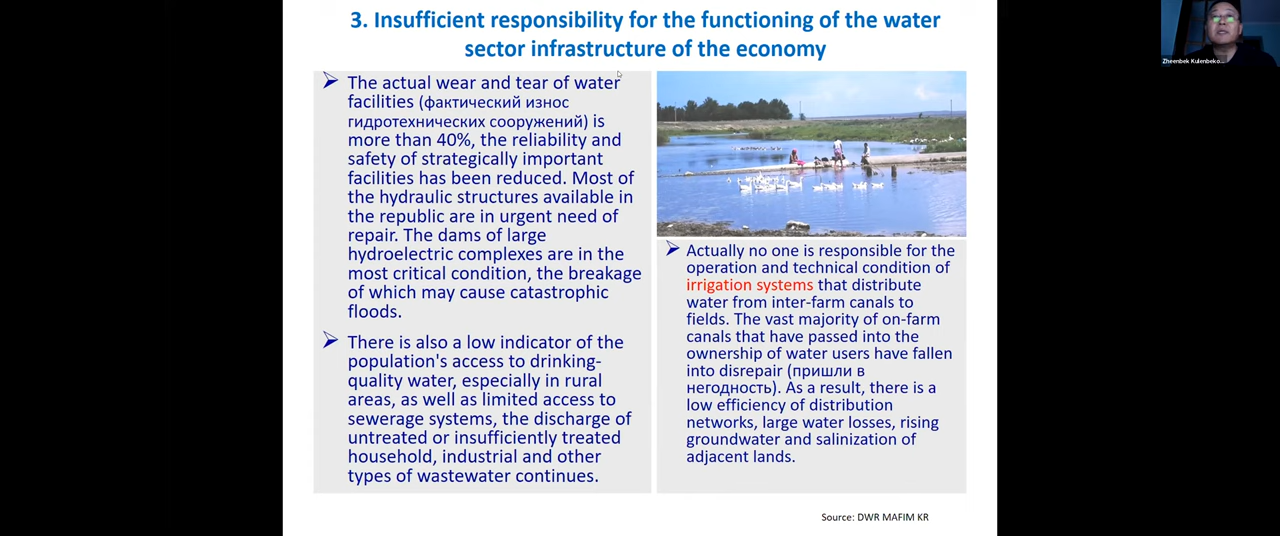 3. Insufficient responsibility for the functioning of the water
sector infrastructure of the economy
The actual wear and tear of water
facilities (фактический износ
гидротехнических сооружений) is
more than 40%, the reliability and
safety of strategically important
facilities has been reduced. Most of
the hydraulic structures available in
the republic are in urgent need of
repair. The dams of large
hydroelectric complexes are in the
most critical condition, the breakage
of which may cause catastrophic
floods.
There is also a low indicator of the
population's access to drinking-
quality water, especially in rural
areas, as well as limited access to
sewerage systems, the discharge of
untreated or insufficiently treated
household, industrial and other
types of wastewater continues.
Actually no one is responsible for the
operation and technical condition of
irrigation systems that distribute
water from inter-farm canals to
fields. The vast majority of on-farm
canals that have passed into the
ownership of water users have fallen
into disrepair (пришли в
негодность). As a result, there is a
low efficiency of distribution
networks, large water losses, rising
groundwater and salinization of
adjacent lands.
Source: DWR MAFIM KR
Zheenbek Kulenbeko...